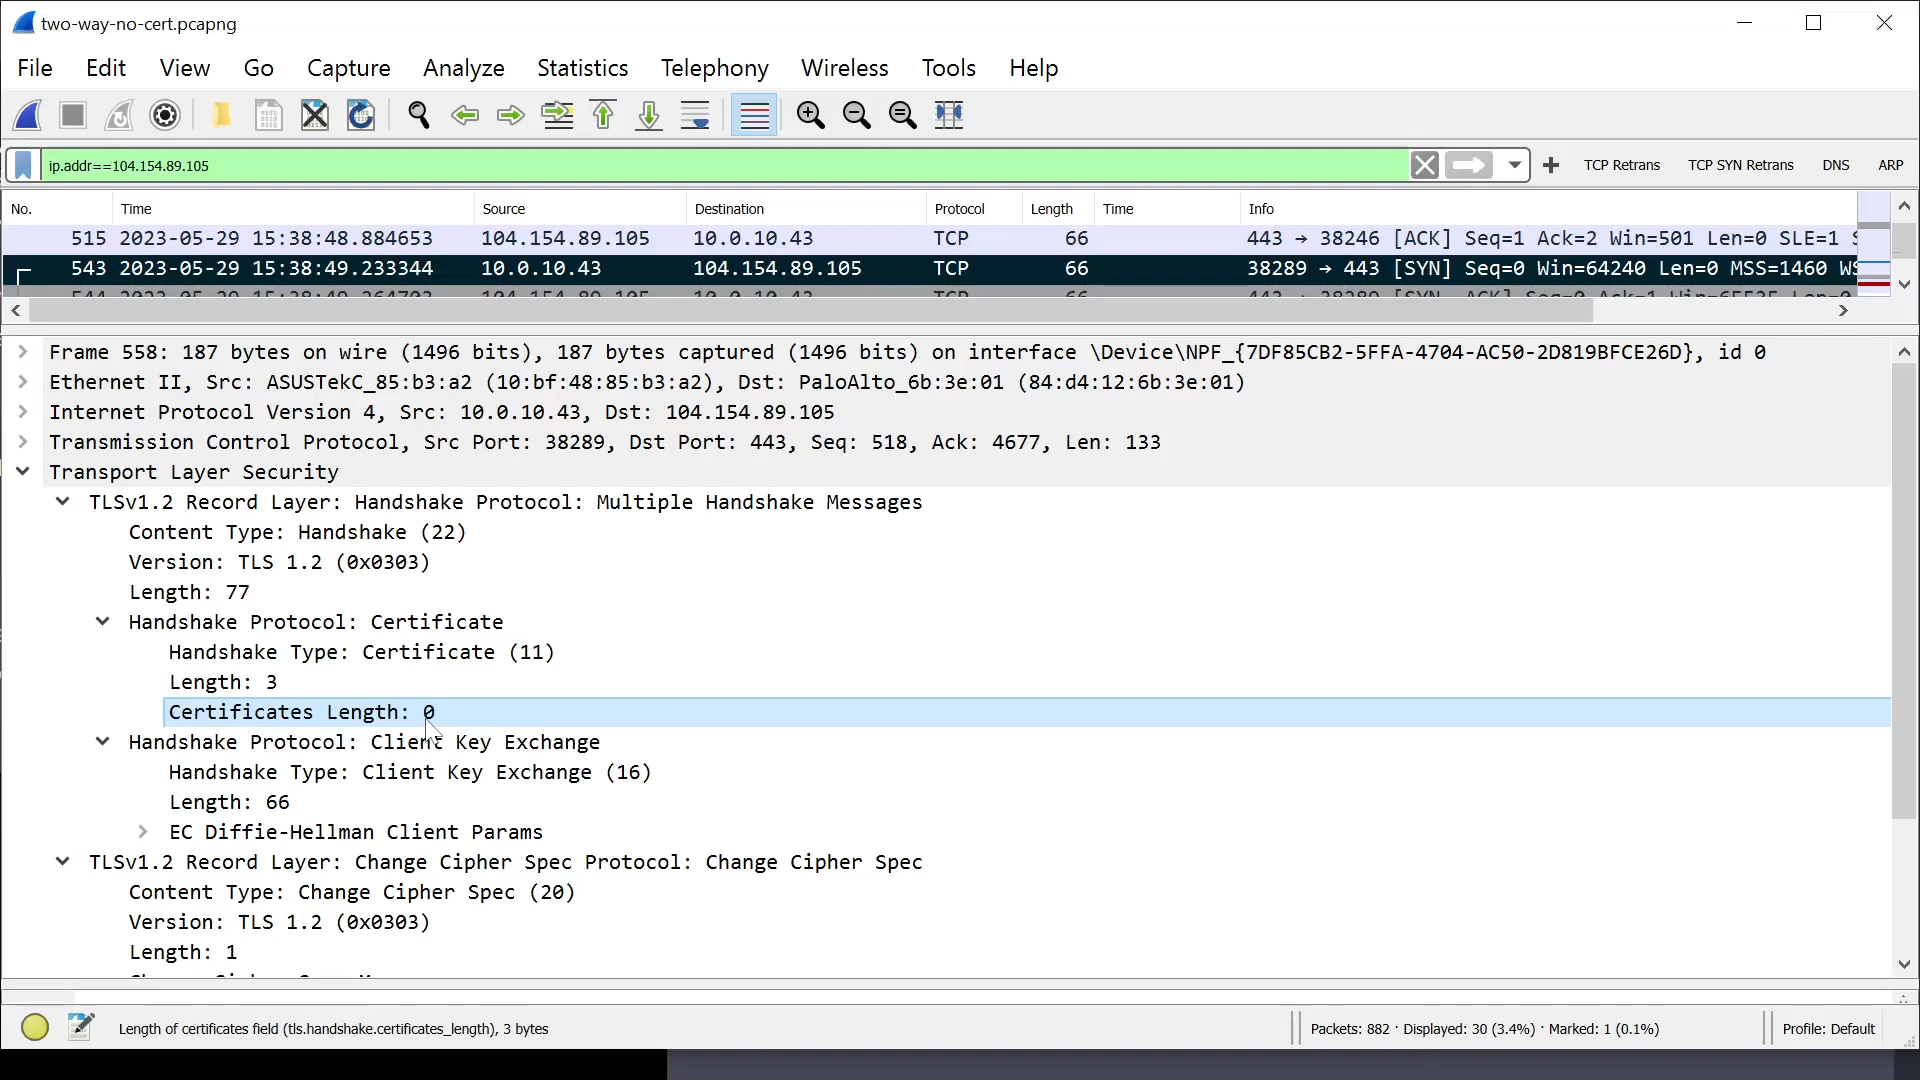 two-way-no-cert.pcapng
File Edit View Go Capture Analyze Statistics Telephony Wireless Tools Help
ip.addr==104.154.89.105 TCP Retrans TCP SYN Retrans DNS ARP
No. Time Source Destination Protocol Length Time Info
515 2023-05-29 15:38:48.884653 104.154.89.105 10.0.10.43 TCP 66 443 → 38246 [ACK] Seq=1 Ack=2 Win=501 Len=0 SLE=1
543 2023-05-29 15:38:49.233344 10.0.10.43 104.154.89.105 TCP 66 38289 → 443 [SYN] Seq=0 Win=64240 Len=0 MSS=1460
Frame 558: 187 bytes on wire (1496 bits), 187 bytes captured (1496 bits) on interface \Device\NPF_{7DF85CB2-5FFA-4704-AC50-2D819BFCE26D}, id 0
Ethernet II, Src: ASUSTekC_85:b3:a2 (10:bf:48:85:b3:a2), Dst: PaloAlto_6b:3e:01 (84:d4:12:6b:3e:01)
Internet Protocol Version 4, Src: 10.0.10.43, Dst: 104.154.89.105
Transmission Control Protocol, Src Port: 38289, Dst Port: 443, Seq: 518, Ack: 4677, Len: 133
Transport Layer Security
TLSv1.2 Record Layer: Handshake Protocol: Multiple Handshake Messages
Content Type: Handshake (22)
Version: TLS 1.2 (0x0303)
Length: 77
Handshake Protocol: Certificate
Handshake Type: Certificate (11)
Length: 3
Certificates Length: 0
Handshake Protocol: Client Key Exchange
Handshake Type: Client Key Exchange (16)
Length: 66
EC Diffie-Hellman Client Params
TLSv1.2 Record Layer: Change Cipher Spec Protocol: Change Cipher Spec
Content Type: Change Cipher Spec (20)
Version: TLS 1.2 (0x0303)
Length: 1
Length of certificates field (tls.handshake.certificates_length), 3 bytes Packets: 882 · Displayed: 30 (3.4%) · Marked: 1 (0.1%) Profile: Default